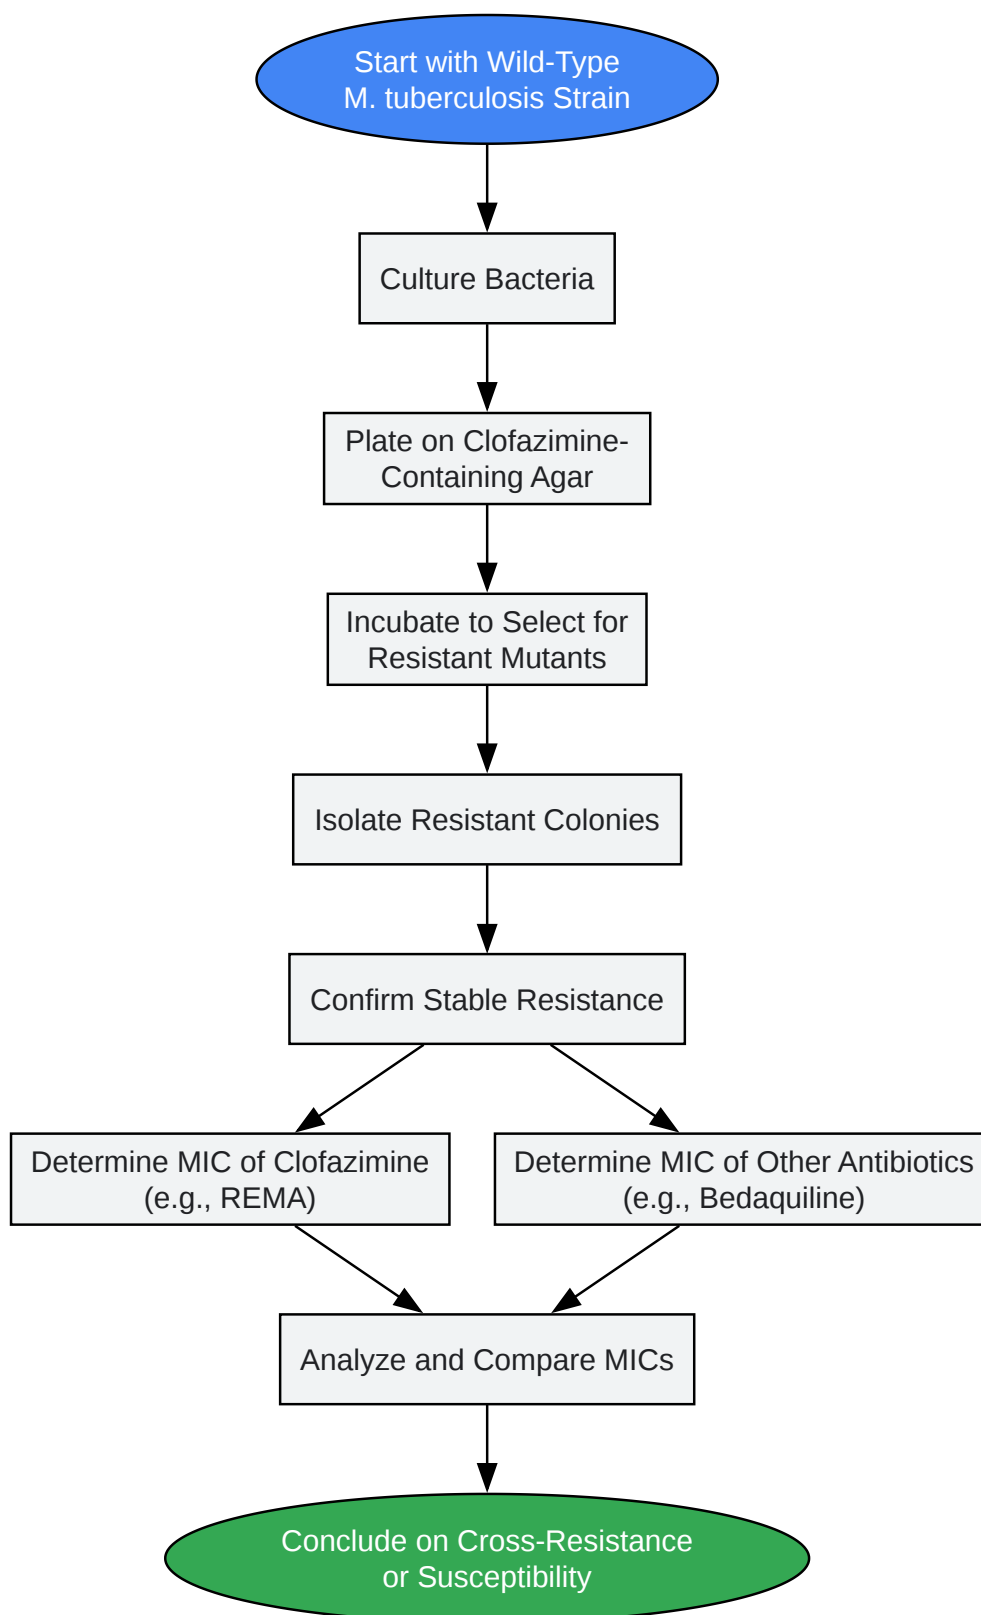 Start with Wild-Type
M. tuberculosis Strain
Culture Bacteria
Plate on Clofazimine-
Containing Agar
Incubate to Select for
Resistant Mutants
Isolate Resistant Colonies
Confirm Stable Resistance
Determine MIC of Clofazimine
(e.g., REMA)
Determine MIC of Other Antibiotics
(e.g., Bedaquiline)
Analyze and Compare MICs
Conclude on Cross-Resistance
or Susceptibility